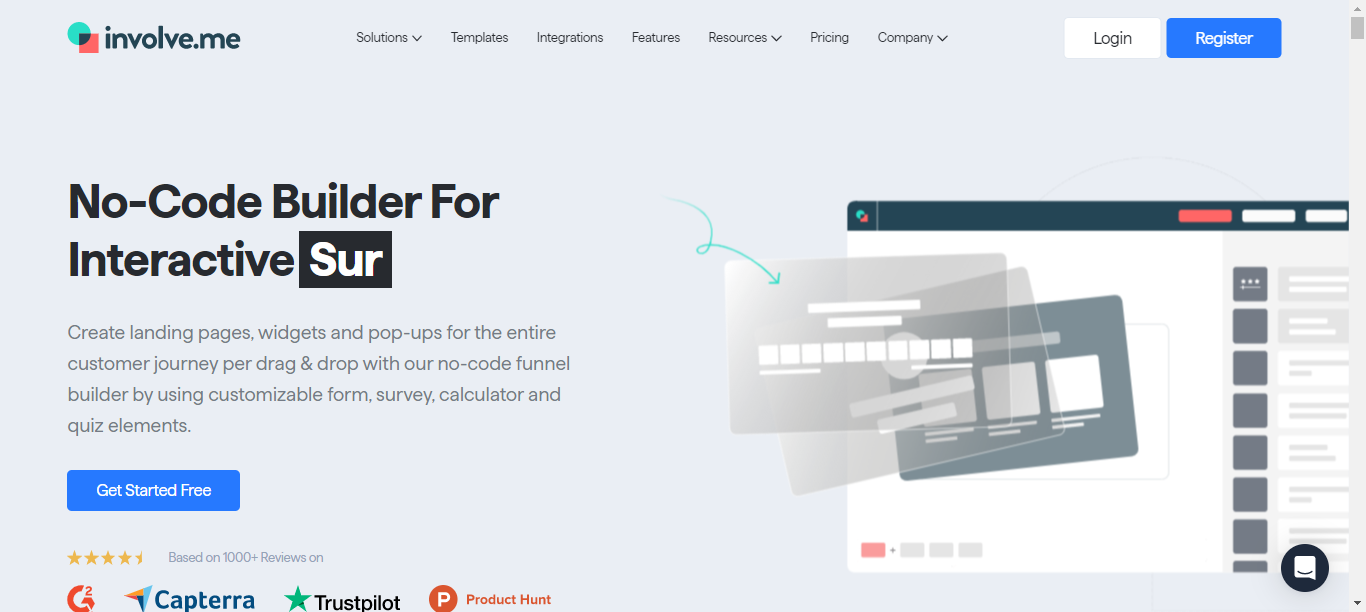 involve.me
Solutions Templates Integrations Features Resources Pricing Company
Login Register
No-Code Builder For
Interactive Sur
Create landing pages, widgets and pop-ups for the entire
customer journey per drag & drop with our no-code funnel
builder by using customizable form, survey, calculator and
quiz elements.
Get Started Free
Based on 1000+ Reviews on
G2 Capterra Trustpilot P Product Hunt